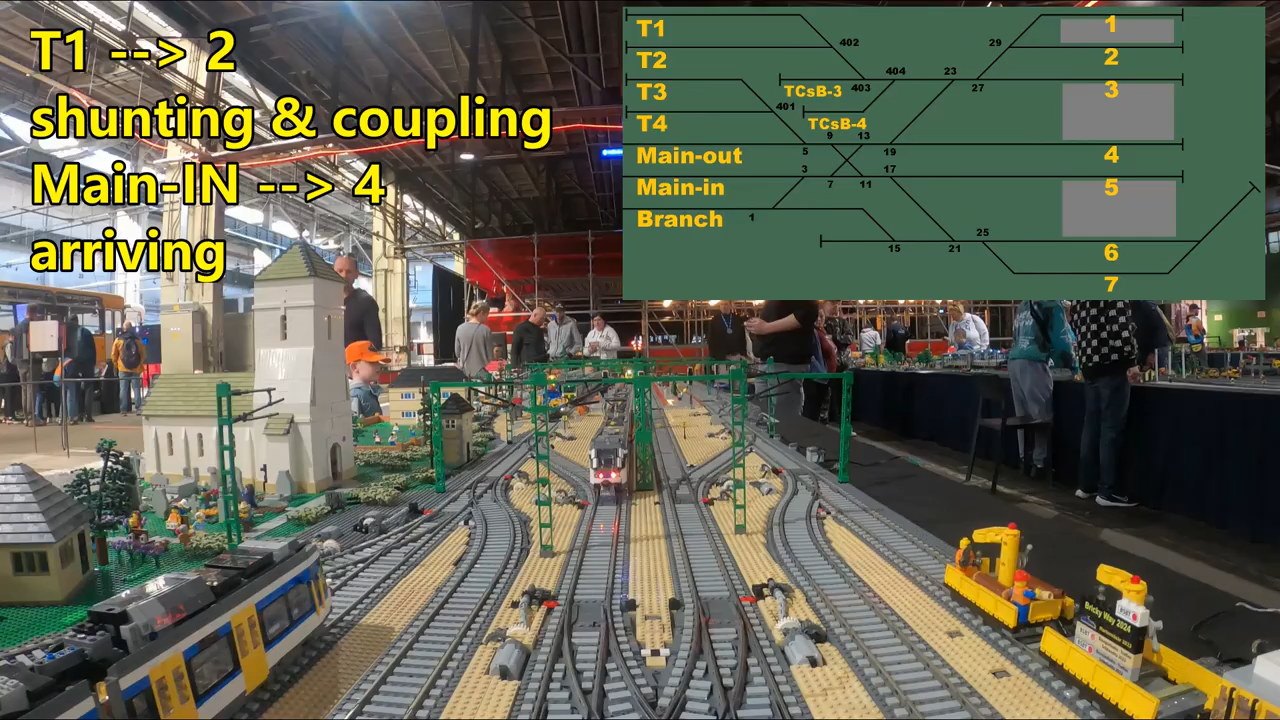 T1 --> 2
shunting & coupling
Main-IN --> 4
arriving
T1
T2
T3
T4
Main-out
Main-in
Branch
TCsB-3
TCsB-4
402
404
403
401
29
23
27
9
13
5
19
3
17
7
11
1
15
21
25
1
2
3
4
5
6
7
Bricky Way 2024